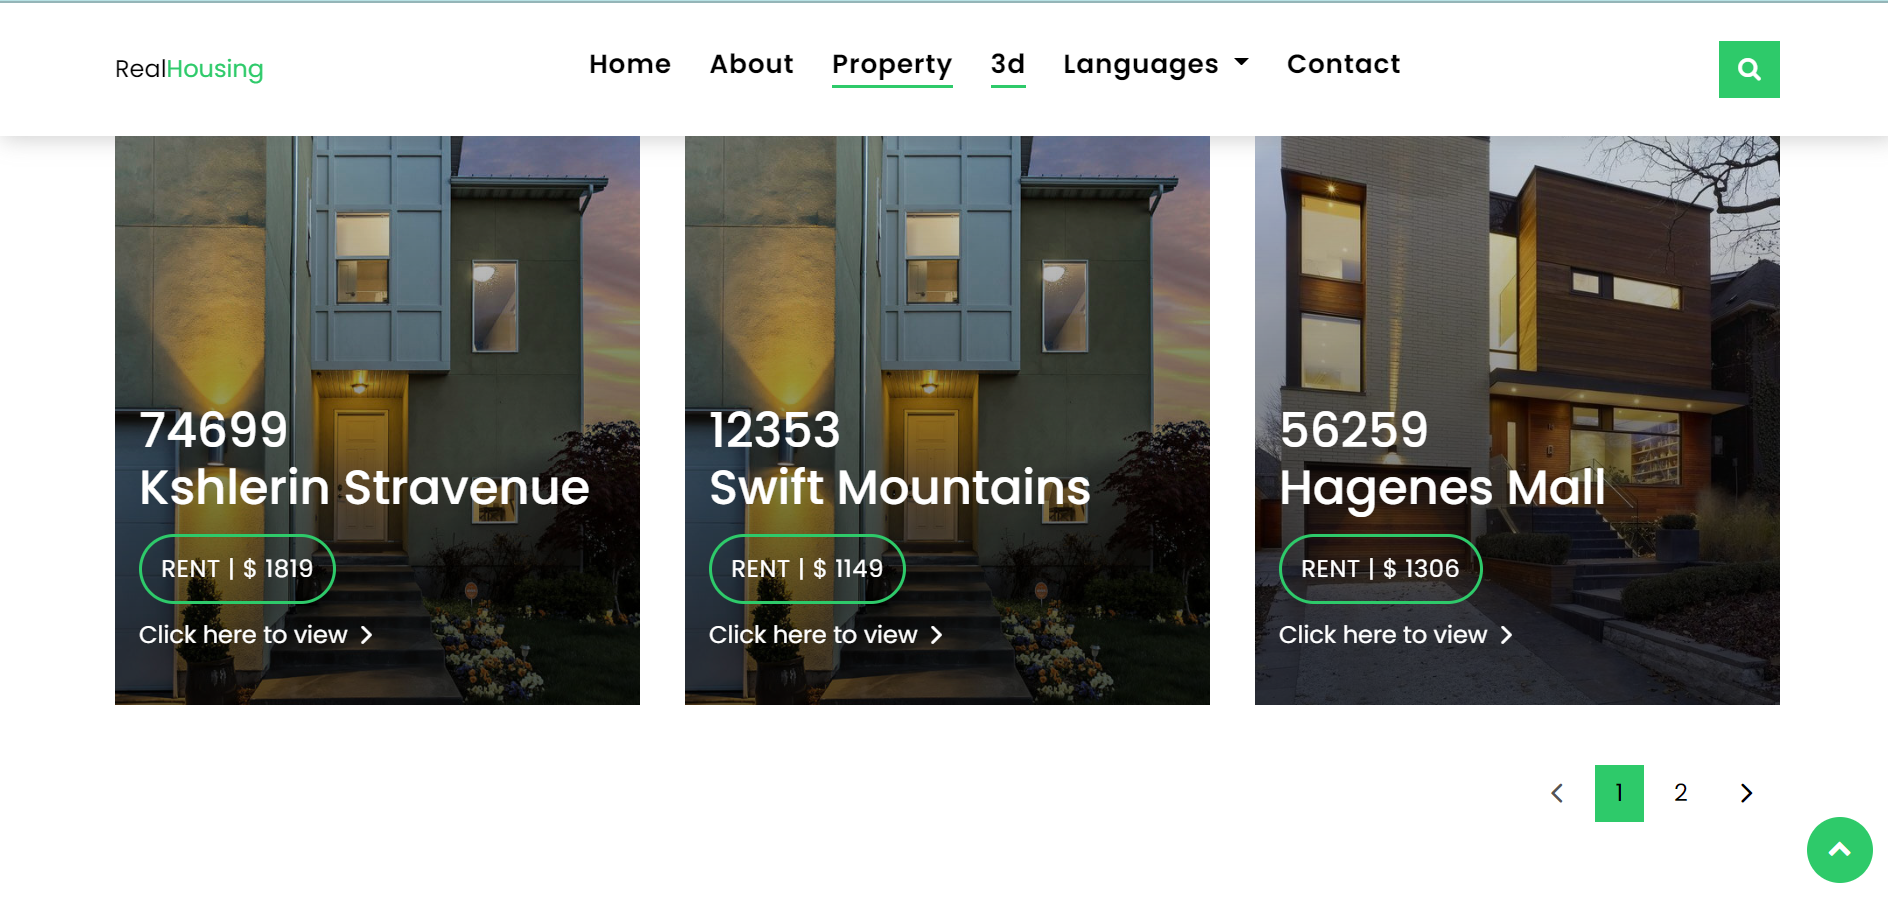 RealHousing
Home About Property 3d Languages Contact
74699
Kshlerin Stravenue
RENT | $ 1819
Click here to view
12353
Swift Mountains
RENT | $ 1149
Click here to view
56259
Hagenes Mall
RENT | $ 1306
Click here to view
1 2